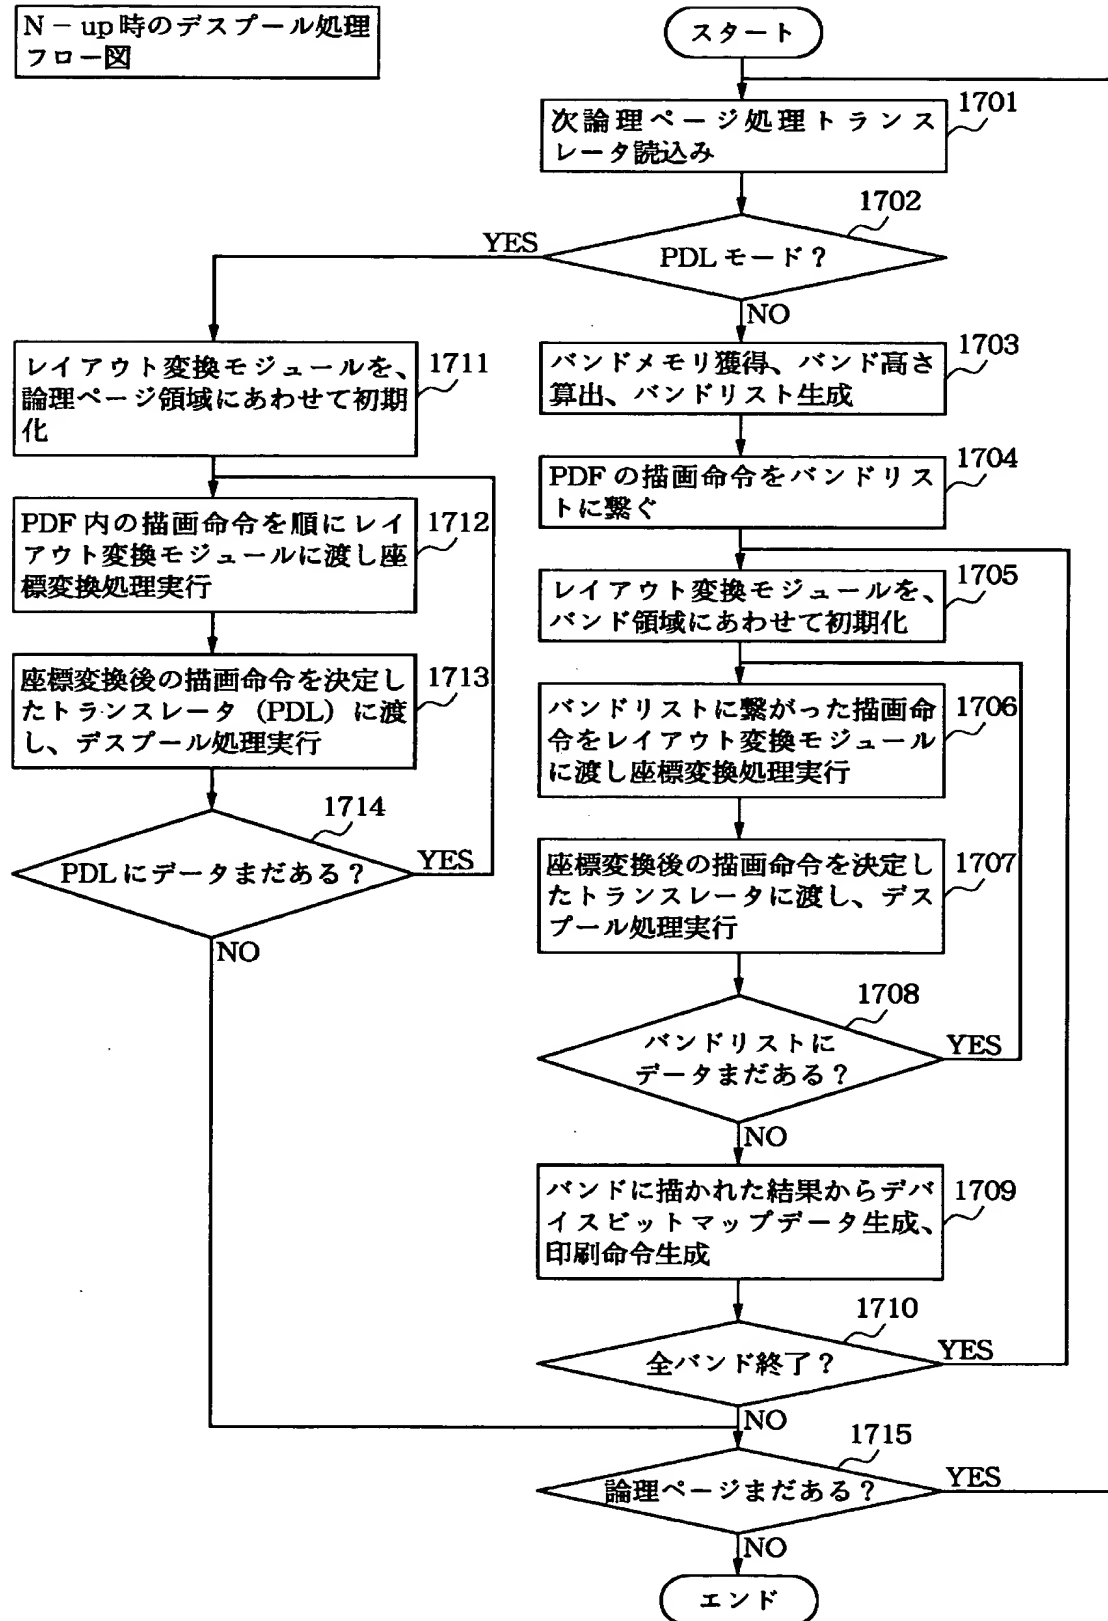 N-up時のデスプール処理
フロー図
スタート
1701
次論理ページ処理トランス
レータ読込み
1702
YES
PDLモード?
NO
1711
レイアウト変換モジュールを、
論理ページ領域にあわせて初期
化
1703
バンドメモリ獲得、バンド高さ
算出、バンドリスト生成
1704
PDFの描画命令をバンドリス
トに繋ぐ
1712
PDF内の描画命令を順にレイ
アウト変換モジュールに渡し座
標変換処理実行
1705
レイアウト変換モジュールを、
バンド領域にあわせて初期化
1713
座標変換後の描画命令を決定し
たトランスレータ(PDL)に渡
し、デスプール処理実行
1706
バンドリストに繋がった描画命
令をレイアウト変換モジュール
に渡し座標変換処理実行
1714
PDLにデータまだある?
YES
NO
1707
座標変換後の描画命令を決定し
たトランスレータに渡し、デス
プール処理実行
1708
バンドリストに
データまだある?
YES
NO
1709
バンドに描かれた結果からデバ
イスビットマップデータ生成、
印刷命令生成
1710
全バンド終了?
YES
NO
1715
論理ページまだある?
YES
NO
エンド